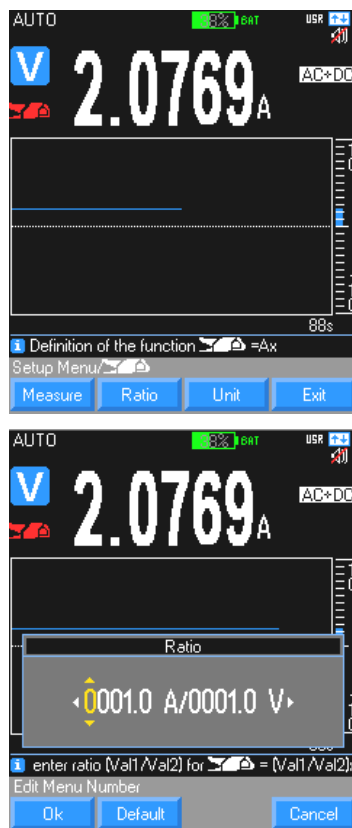 AUTO 8% BAT USR
V 2.0769 A AC+DC
88s
Definition of the function =Ax
Setup Menu/
Measure Ratio Unit Exit
AUTO 8% BAT USR
V 2.0769 A AC+DC
Ratio
0001.0 A/0001.0 V
enter ratio (Val1/Val2) for = (Val1/Val2)x
Edit Menu Number
Ok Default Cancel